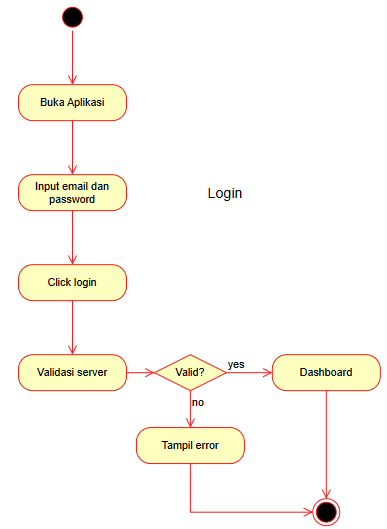 Buka Aplikasi
Input email dan
password
Login
Click login
Validasi server
Valid?
yes
Dashboard
no
Tampil error